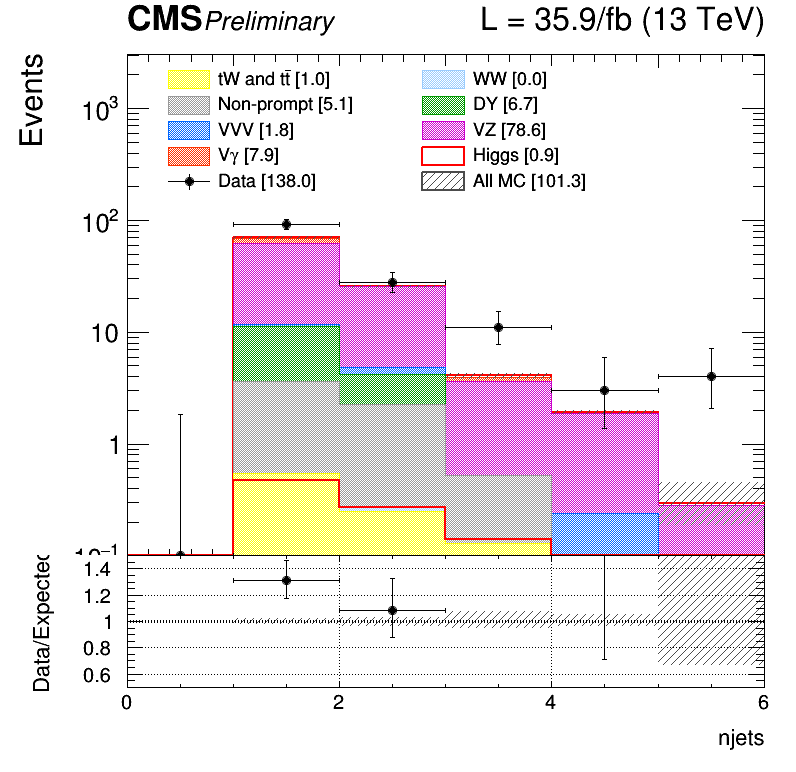 CMS Preliminary L = 35.9/fb (13 TeV)
Events
tW and tt̄ [1.0] WW [0.0]
Non-prompt [5.1] DY [6.7]
VVV [1.8] VZ [78.6]
Vγ [7.9] Higgs [0.9]
Data [138.0] All MC [101.3]
10³
10²
10
1
10⁻¹
Data/Expected
1.4
1.2
1
0.8
0.6
0 2 4 6
njets